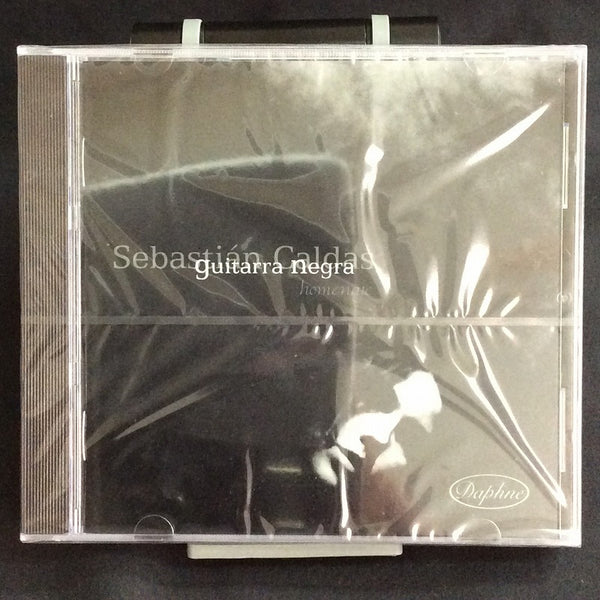 Sebastián Caldas
guitarra negra
homenaje
Daphne